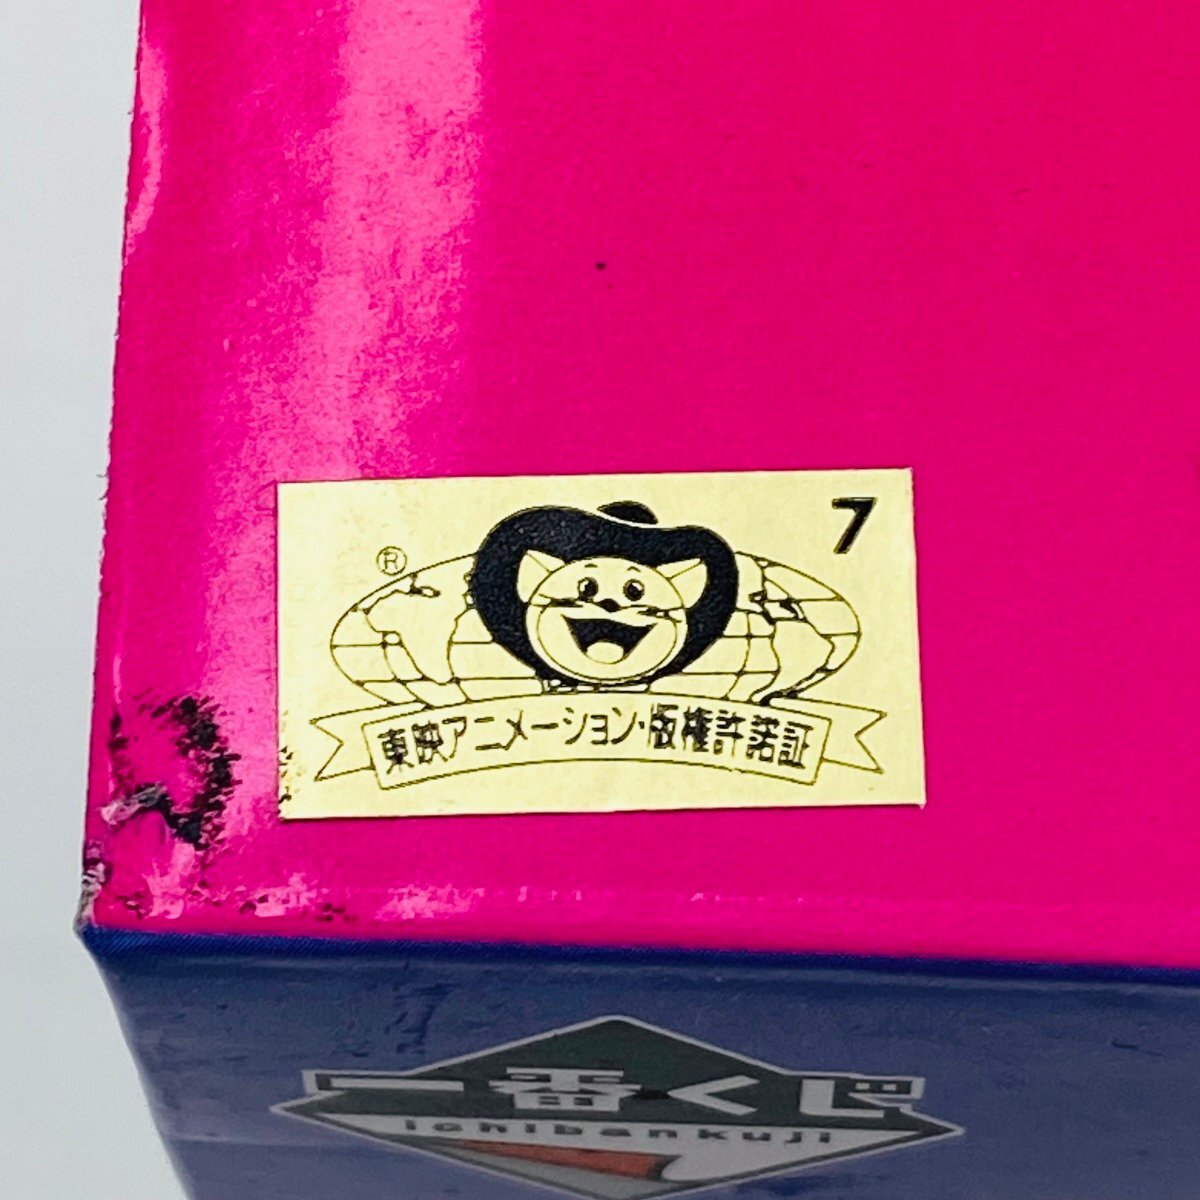 7
®
東映アニメーション・版権許諾証
一番くじ
ichibankuji